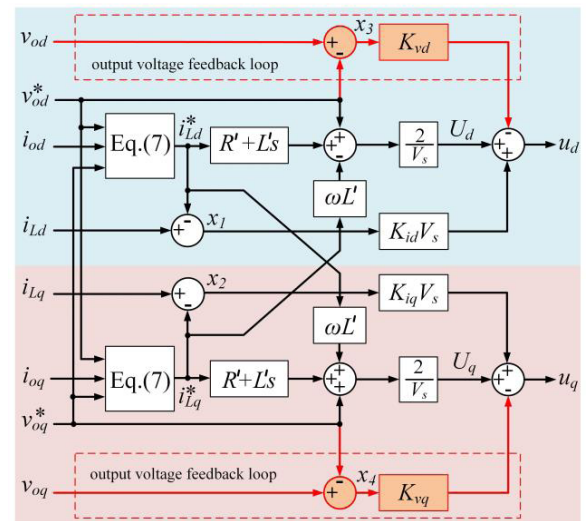 v_od x_3 K_vd
output voltage feedback loop
v*_od
i_od Eq.(7) i*_Ld R'+L's + + - 2/V_s U_d - + + u_d
ωL'
i_Ld + - x_1 K_id V_s
i_Lq + - x_2 K_iq V_s
ωL'
i_oq Eq.(7) i*_Lq R'+L's + + + 2/V_s U_q + + - u_q
v*_oq
output voltage feedback loop
v_oq + - x_4 K_vq